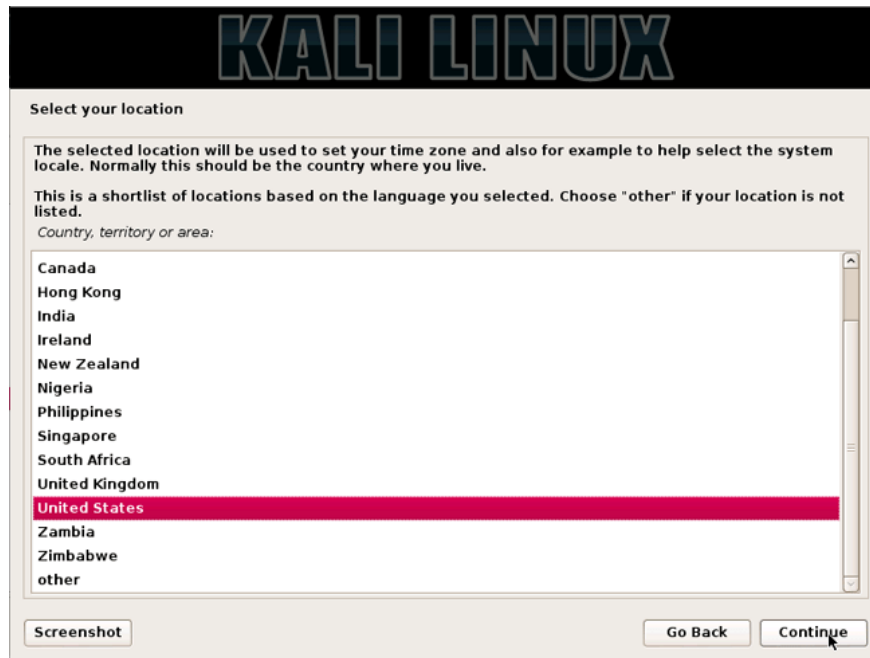 KALI LINUX
Select your location
The selected location will be used to set your time zone and also for example to help select the system
locale. Normally this should be the country where you live.
This is a shortlist of locations based on the language you selected. Choose "other" if your location is not
listed.
Country, territory or area:
Canada
Hong Kong
India
Ireland
New Zealand
Nigeria
Philippines
Singapore
South Africa
United Kingdom
United States
Zambia
Zimbabwe
other
Screenshot
Go Back
Continue